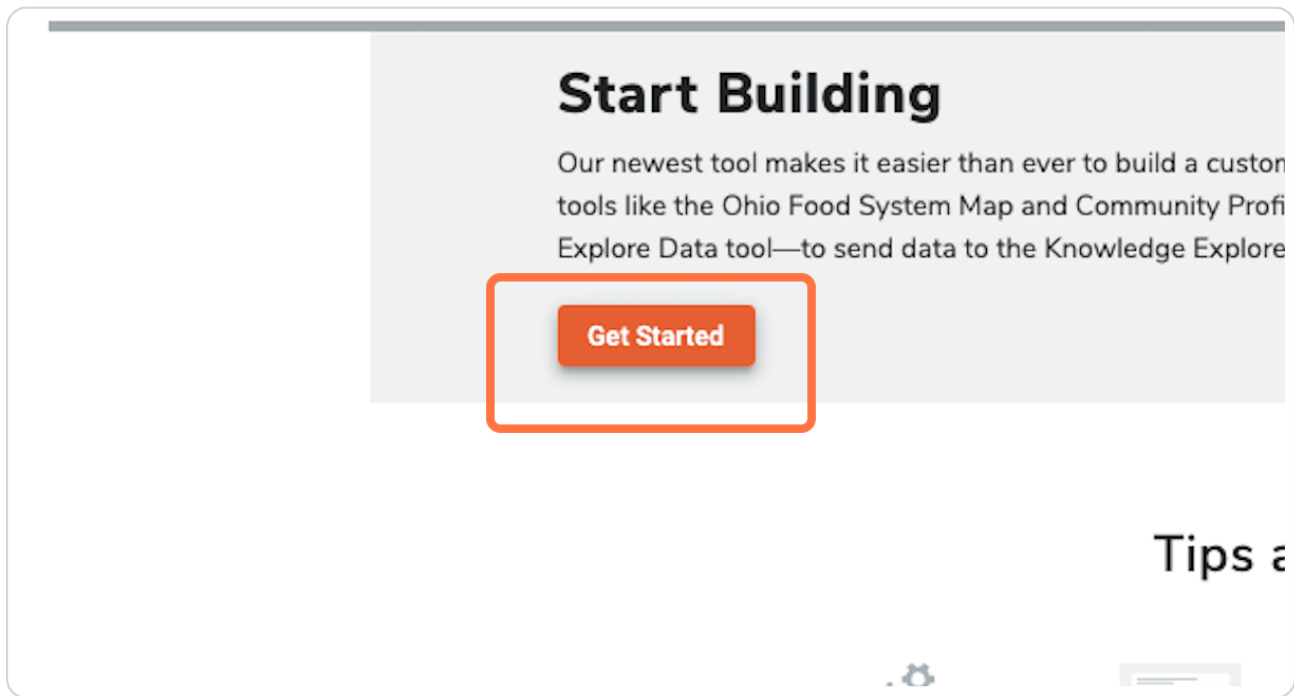 Start Building
Our newest tool makes it easier than ever to build a custom
tools like the Ohio Food System Map and Community Profi
Explore Data tool—to send data to the Knowledge Explore
Get Started
Tips a